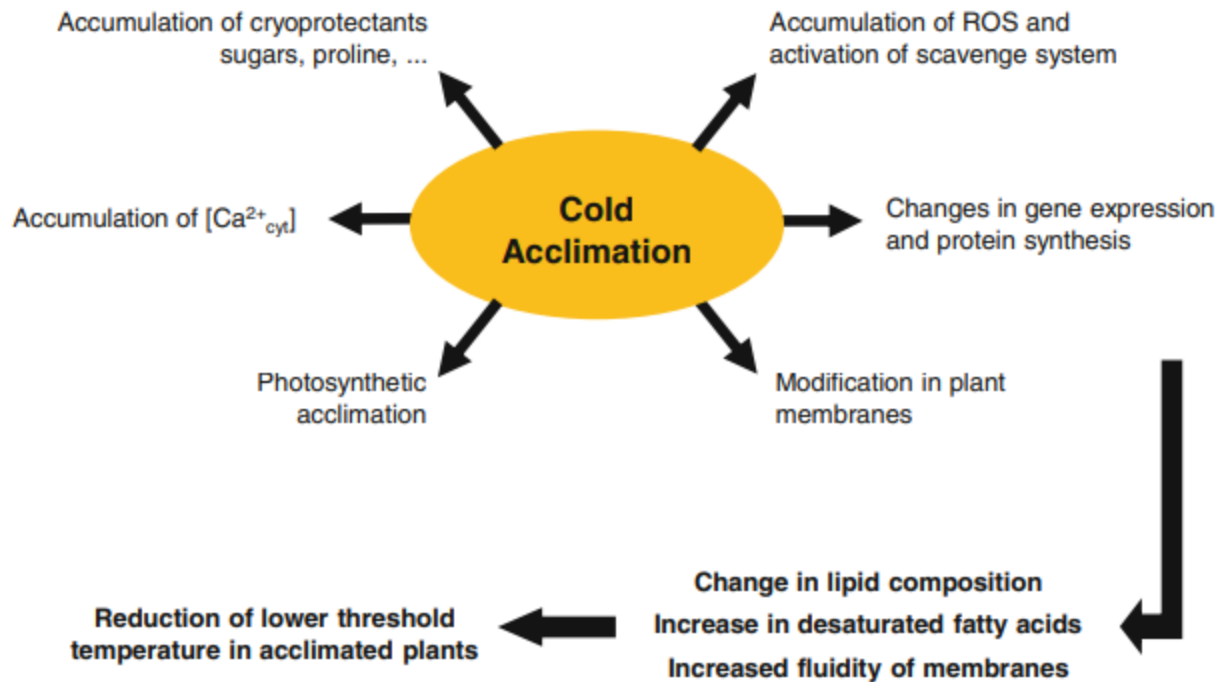 Accumulation of cryoprotectants
sugars, proline, ...
Accumulation of ROS and
activation of scavenge system
Cold
Acclimation
Accumulation of [Ca²⁺cyt]
Changes in gene expression
and protein synthesis
Photosynthetic
acclimation
Modification in plant
membranes
Change in lipid composition
Increase in desaturated fatty acids
Increased fluidity of membranes
Reduction of lower threshold
temperature in acclimated plants